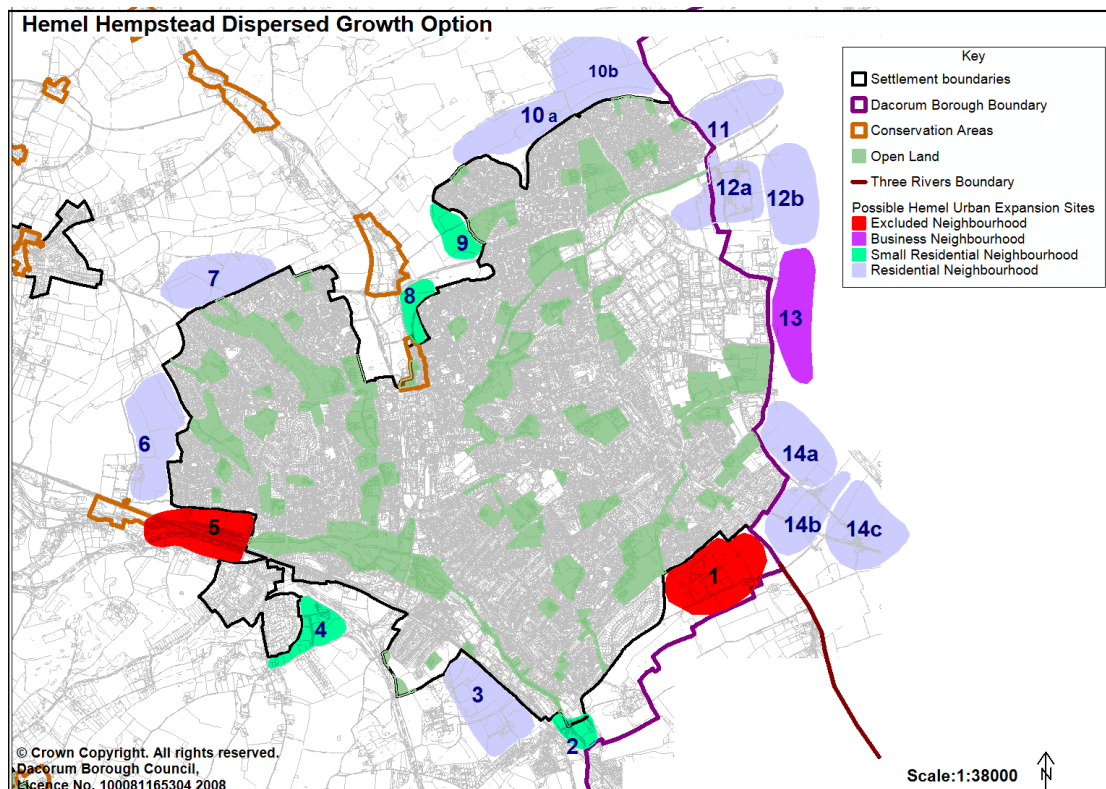 Hemel Hempstead Dispersed Growth Option
Key
Settlement boundaries
Dacorum Borough Boundary
Conservation Areas
Open Land
Three Rivers Boundary
Possible Hemel Urban Expansion Sites
Excluded Neighbourhood
Business Neighbourhood
Small Residential Neighbourhood
Residential Neighbourhood
10b
10 a
11
12a
12b
9
7
8
13
6
14a
5
14b
14c
1
4
3
2
© Crown Copyright. All rights reserved.
Dacorum Borough Council,
Licence No. 100081165304 2008
Scale:1:38000
N